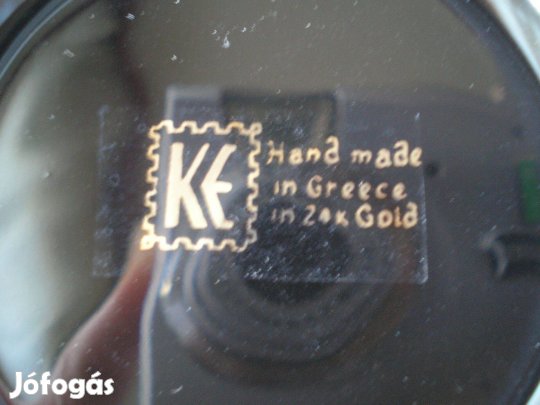 KE
Hand made
in Greece
in 24k Gold
Jófogás